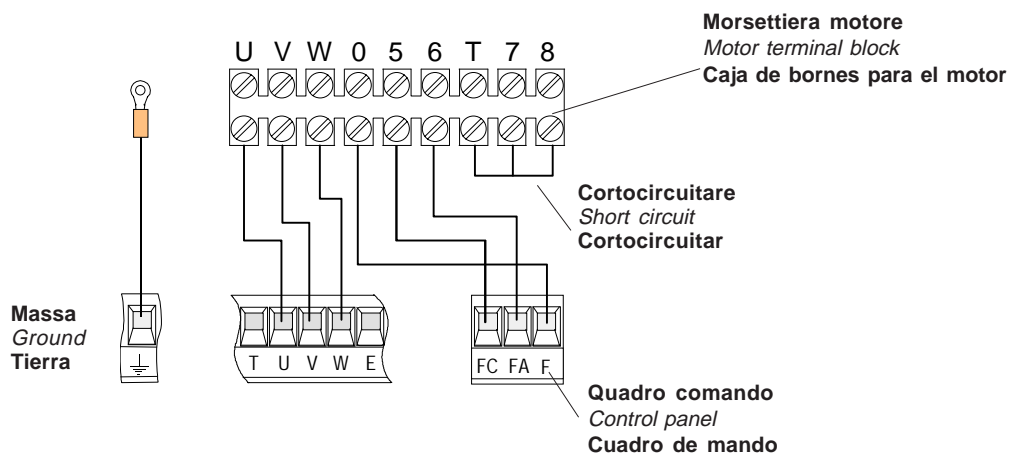 Morsettiera motore
Motor terminal block
Caja de bornes para el motor
U V W 0 5 6 T 7 8
Cortocircuitare
Short circuit
Cortocircuitar
Massa
Ground
Tierra
T U V W E
FC FA F
Quadro comando
Control panel
Cuadro de mando